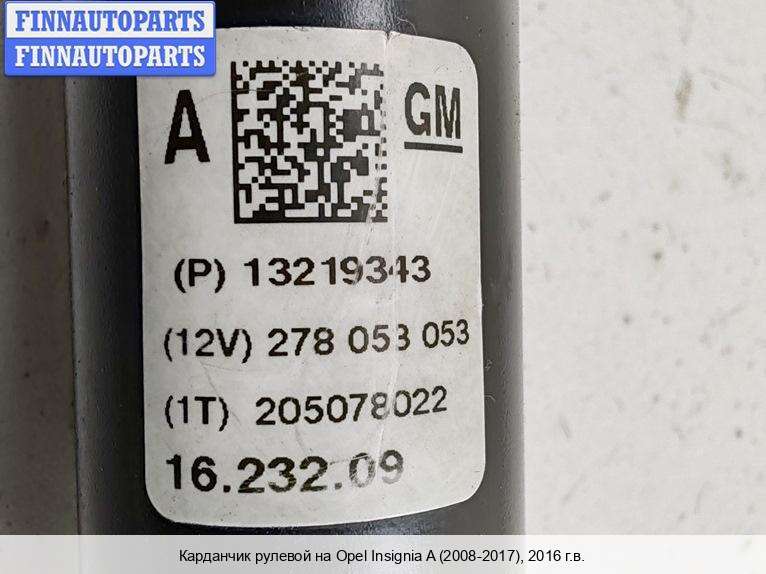 FINNAUTOPARTS
FINNAUTOPARTS
A
GM
(P) 13219343
(12V) 278 053 053
(1T) 205078022
16.232.09
Карданчик рулевой на Opel Insignia A (2008-2017), 2016 г.в.